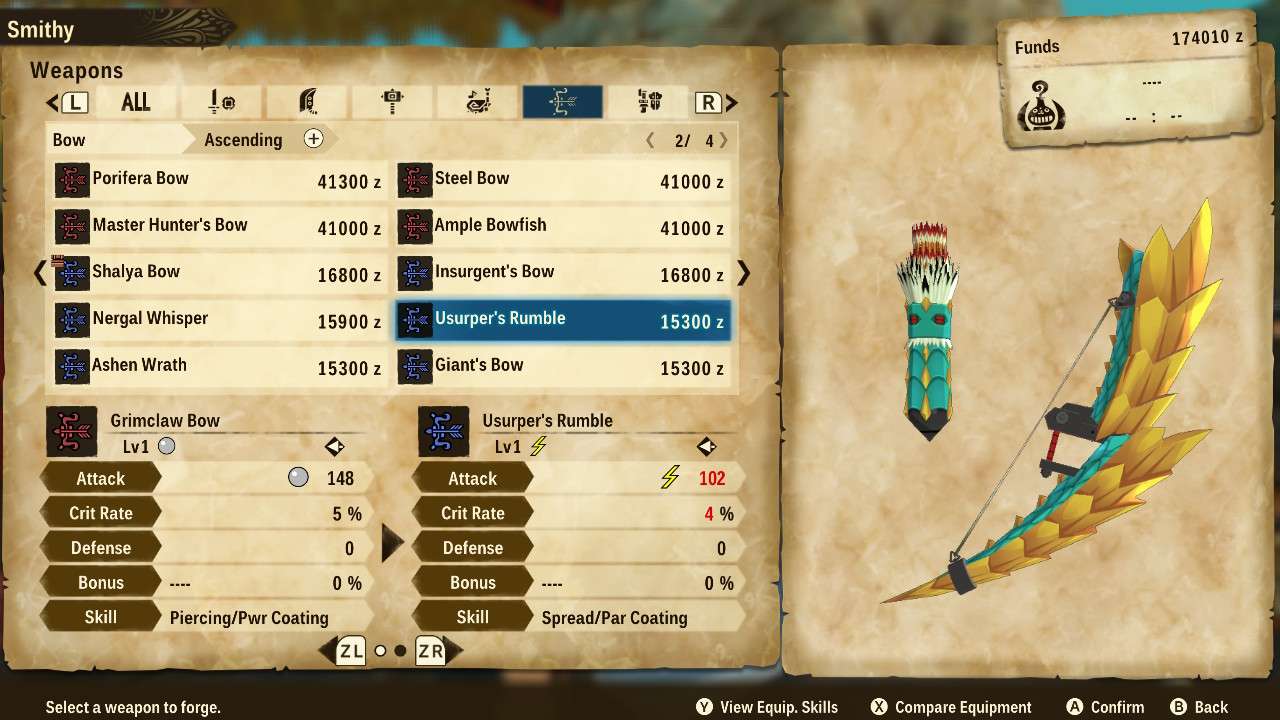 Smithy
Funds 174010 z
----
-- : --
Weapons
L ALL R
Bow Ascending + 2/ 4
Porifera Bow 41300 z Steel Bow 41000 z
Master Hunter's Bow 41000 z Ample Bowfish 41000 z
Shalya Bow 16800 z Insurgent's Bow 16800 z
Nergal Whisper 15900 z Usurper's Rumble 15300 z
Ashen Wrath 15300 z Giant's Bow 15300 z
Grimclaw Bow
Lv1
Attack 148
Crit Rate 5 %
Defense 0
Bonus ---- 0 %
Skill Piercing/Pwr Coating
Usurper's Rumble
Lv1
Attack 102
Crit Rate 4 %
Defense 0
Bonus ---- 0 %
Skill Spread/Par Coating
ZL ZR
Select a weapon to forge. Y View Equip. Skills X Compare Equipment A Confirm B Back